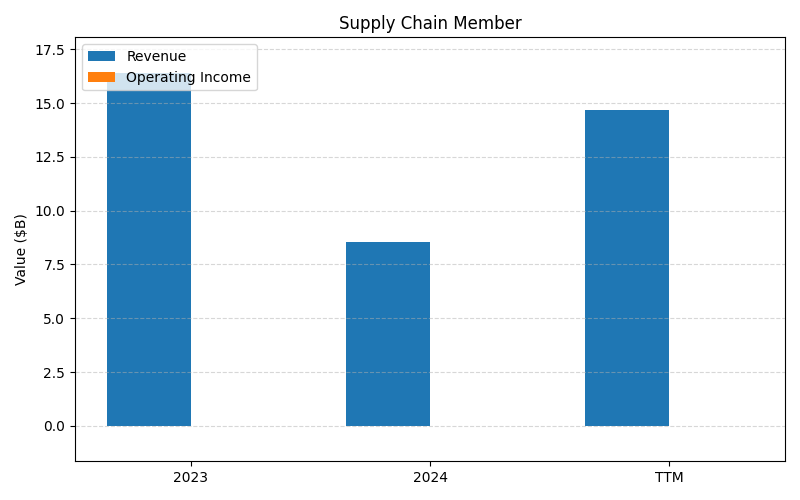 Supply Chain Member
Revenue
Operating Income
Value ($B)
17.5
15.0
12.5
10.0
7.5
5.0
2.5
0.0
2023
2024
TTM